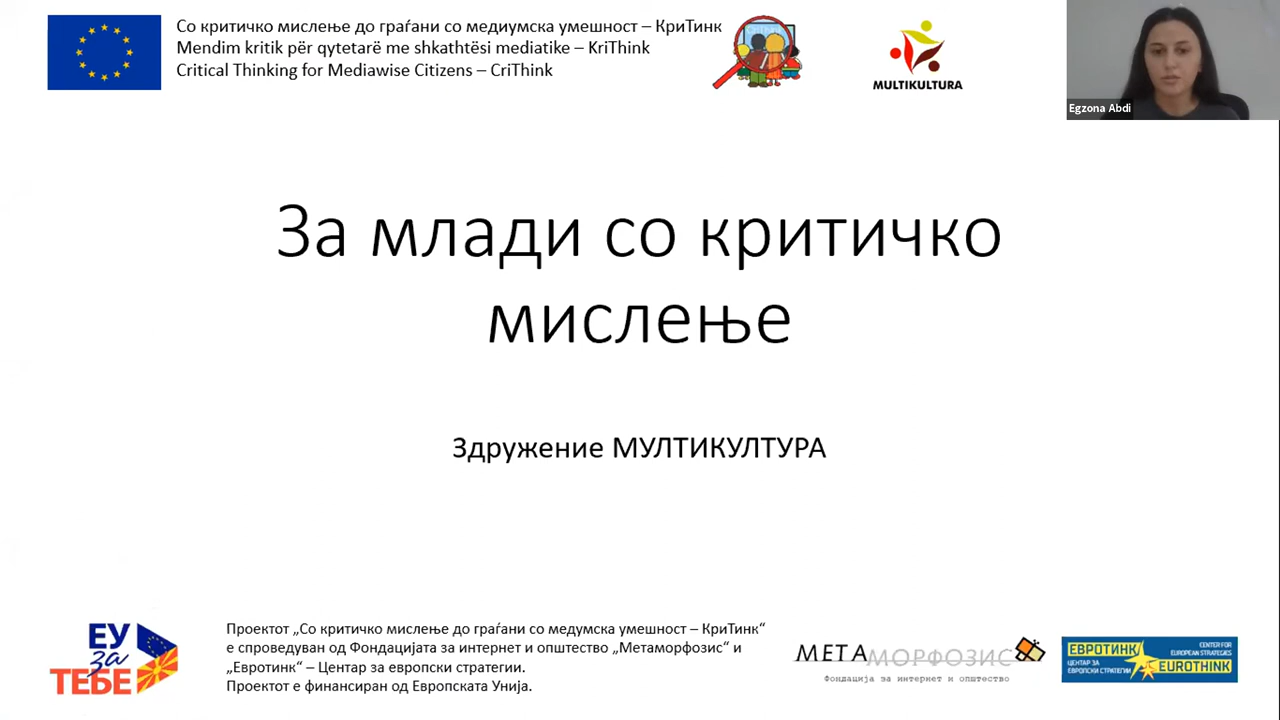 Со критичко мислење до граѓани со медиумска умешност – КриТинк
Mendim kritik për qytetarë me shkathtësi mediatike – KriThink
Critical Thinking for Mediawise Citizens – CriThink
MULTIKULTURA
Egzona Abdi
За млади со критичко
мислење
Здружение МУЛТИКУЛТУРА
ЕУ
за
ТЕБЕ
Проектот „Со критичко мислење до граѓани со медумска умешност – КриТинк“
е спроведуван од Фондацијата за интернет и општество „Метаморфозис“ и
„Евротинк“ – Центар за европски стратегии.
Проектот е финансиран од Европската Унија.
МЕТАМОРФОЗИС
Фондација за интернет и општество
ЕВРОТИНК
ЦЕНТАР ЗА
ЕВРОПСКИ СТРАТЕГИИ
CENTER FOR
EUROPEAN STRATEGIES
EUROTHINK